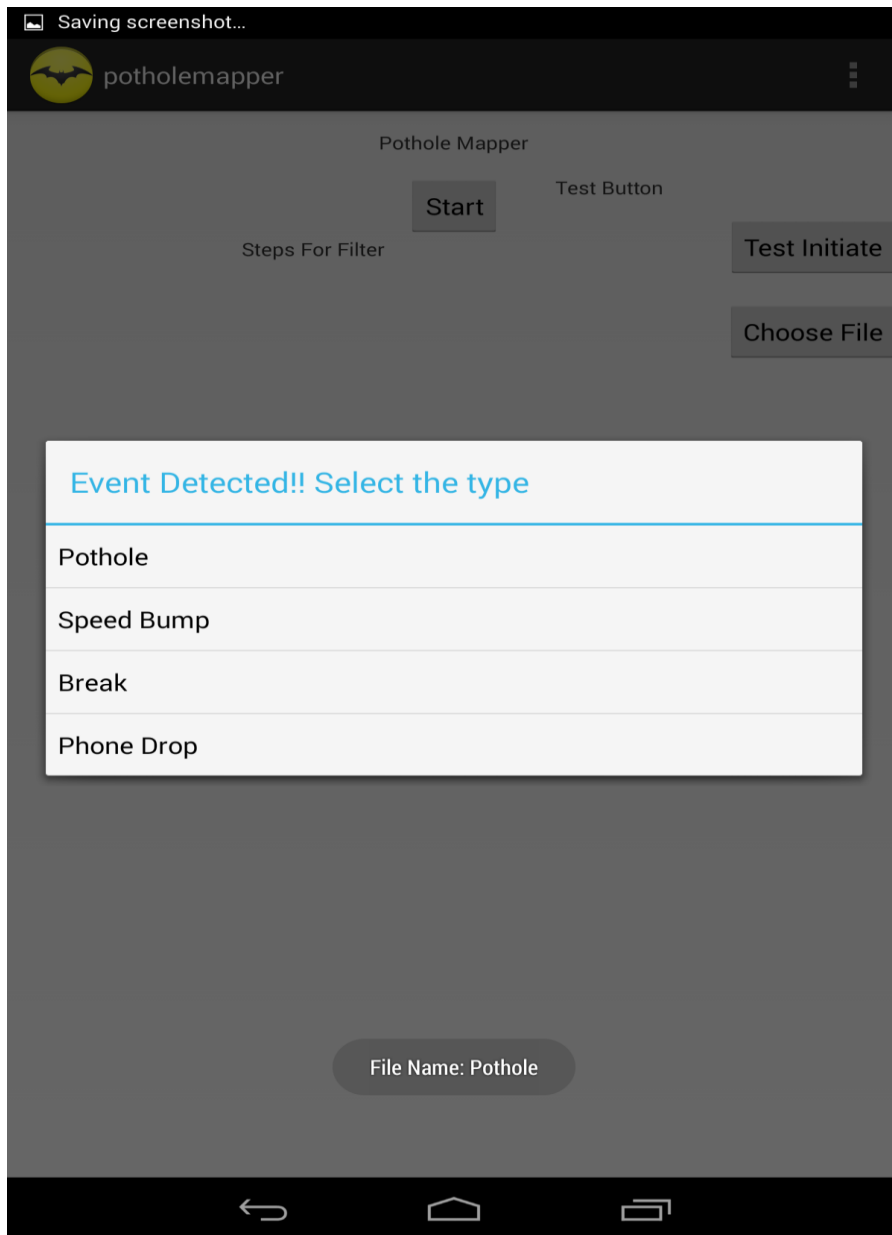 Saving screenshot...
potholemapper
Pothole Mapper
Start
Test Button
Steps For Filter
Test Initiate
Choose File
Event Detected!! Select the type
Pothole
Speed Bump
Break
Phone Drop
File Name: Pothole